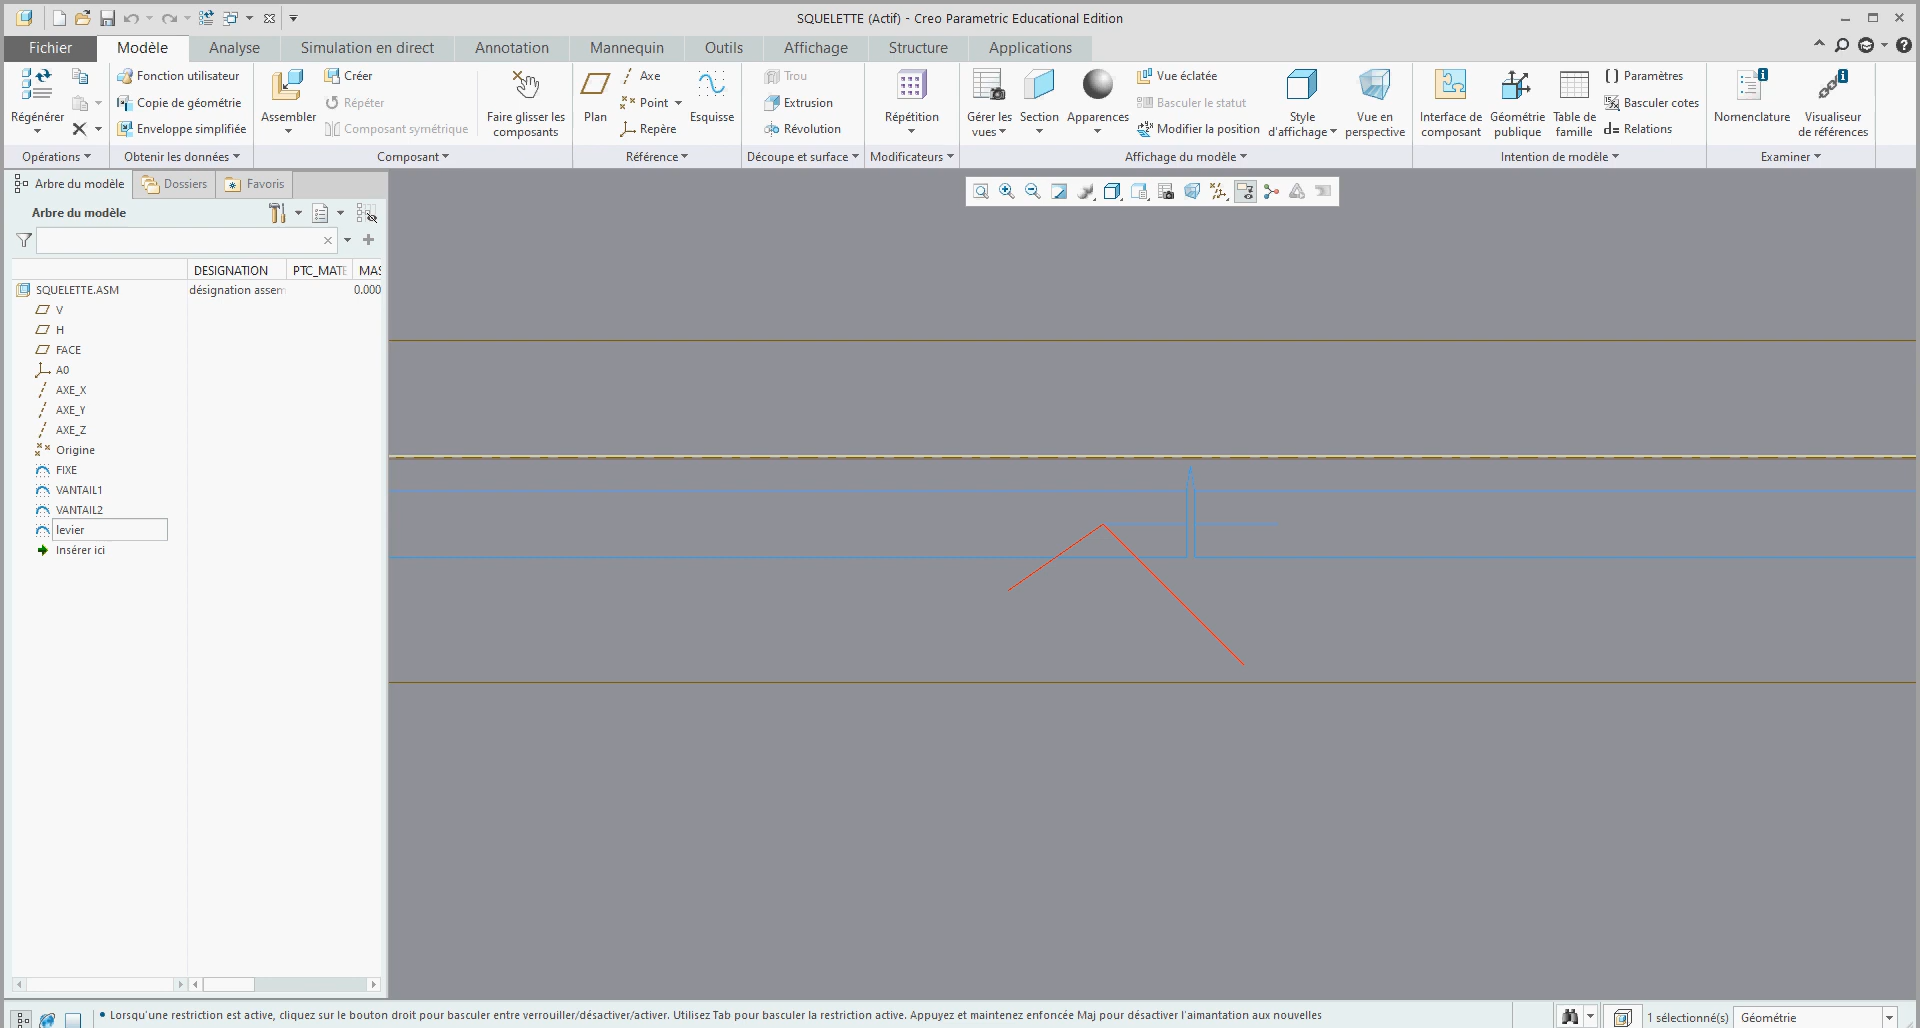 SQUELETTE (Actif) - Creo Parametric Educational Edition
Fichier Modèle Analyse Simulation en direct Annotation Mannequin Outils Affichage Structure Applications
Régénérer
Opérations
Fonction utilisateur
Copie de géométrie
Enveloppe simplifiée
Obtenir les données
Assembler
Créer
Répéter
Composant symétrique
Faire glisser les
composants
Composant
Plan
Axe
Point
Repère
Esquisse
Référence
Trou
Extrusion
Révolution
Découpe et surface
Répétition
Modificateurs
Gérer les
vues
Section
Apparences
Vue éclatée
Basculer le statut
Modifier la position
Style
d'affichage
Vue en
perspective
Affichage du modèle
Interface de
composant
Géométrie
publique
Table de
famille
Paramètres
Basculer cotes
d= Relations
Intention de modèle
Nomenclature
Visualiseur
de références
Examiner
Arbre du modèle Dossiers Favoris
Arbre du modèle
DESIGNATION PTC_MATE MAS
SQUELETTE.ASM désignation assem 0.000
V
H
FACE
A0
AXE_X
AXE_Y
AXE_Z
Origine
FIXE
VANTAIL1
VANTAIL2
levier
Insérer ici
• Lorsqu'une restriction est active, cliquez sur le bouton droit pour basculer entre verrouiller/désactiver/activer. Utilisez Tab pour basculer la restriction active. Appuyez et maintenez enfoncée Maj pour désactiver l'aimantation aux nouvelles
1 sélectionné(s) Géométrie